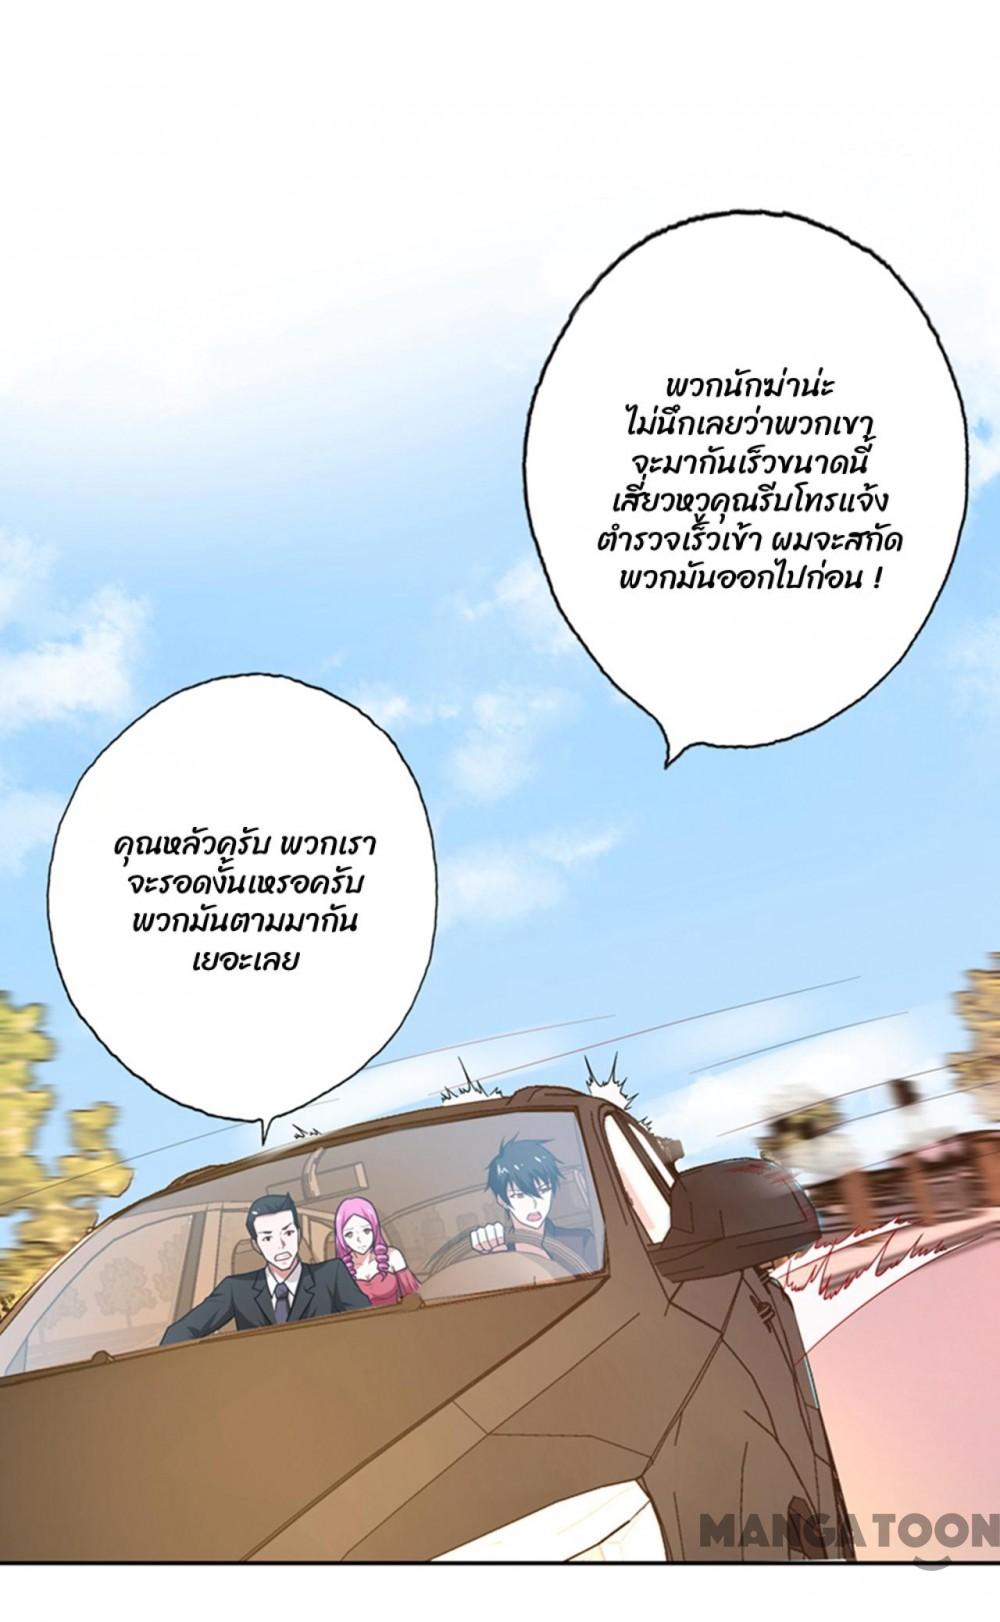 พวกนักฆ่าน่ะ
ไม่นึกเลยว่าพวกเขา
จะมากันเร็วขนาดนี้
เสี่ยวหวูคุณรีบโทรแจ้ง
ตำรวจเร็วเข้า ผมจะสกัด
พวกมันออกไปก่อน !
คุณหลัวครับ พวกเรา
จะรอดงั้นเหรอครับ
พวกมันตามมากัน
เยอะเลย
MANGATOON